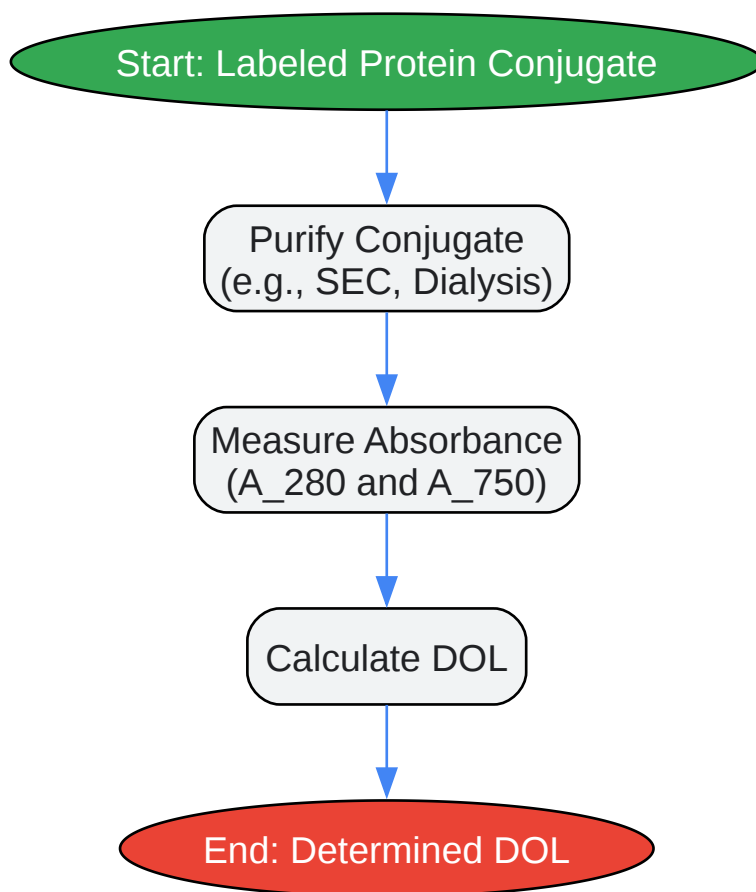 Start: Labeled Protein Conjugate
Purify Conjugate
(e.g., SEC, Dialysis)
Measure Absorbance
(A_280 and A_750)
Calculate DOL
End: Determined DOL